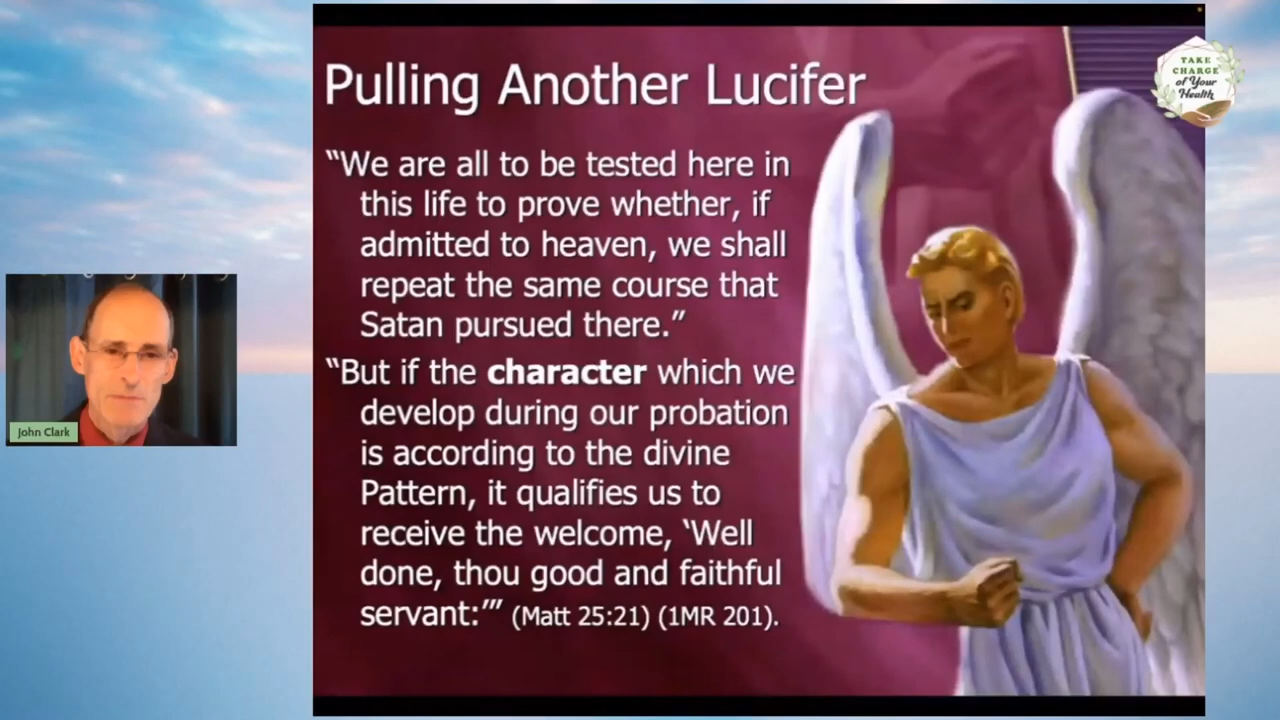 Pulling Another Lucifer
“We are all to be tested here in
this life to prove whether, if
admitted to heaven, we shall
repeat the same course that
Satan pursued there.”
“But if the character which we
develop during our probation
is according to the divine
Pattern, it qualifies us to
receive the welcome, ‘Well
done, thou good and faithful
servant:’” (Matt 25:21) (1MR 201).
TAKE
CHARGE
of Your
Health
John Clark